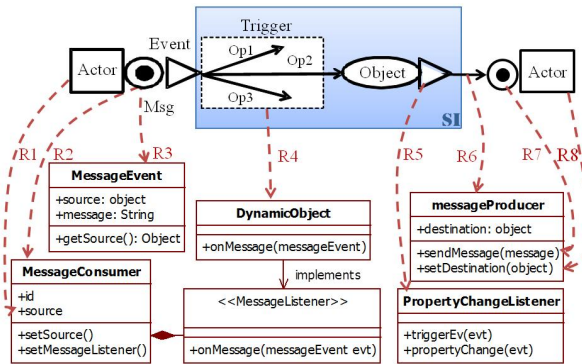 Trigger
Event
Actor
Op1
Op2
Op3
Object
Actor
Msg
SI
R1
R2
R3
R4
R5
R6
R7
R8
MessageEvent
+source: object
+message: String
+getSource(): Object
DynamicObject
+onMessage(messageEvent)
messageProducer
+destination: object
+sendMessage(message)
+setDestination(object)
implements
MessageConsumer
+id
+source
+setSource()
+setMessageListener()
<<MessageListener>>
+onMessage(messageEvent evt)
PropertyChangeListener
+triggerEv(evt)
+propertyChange(evt)